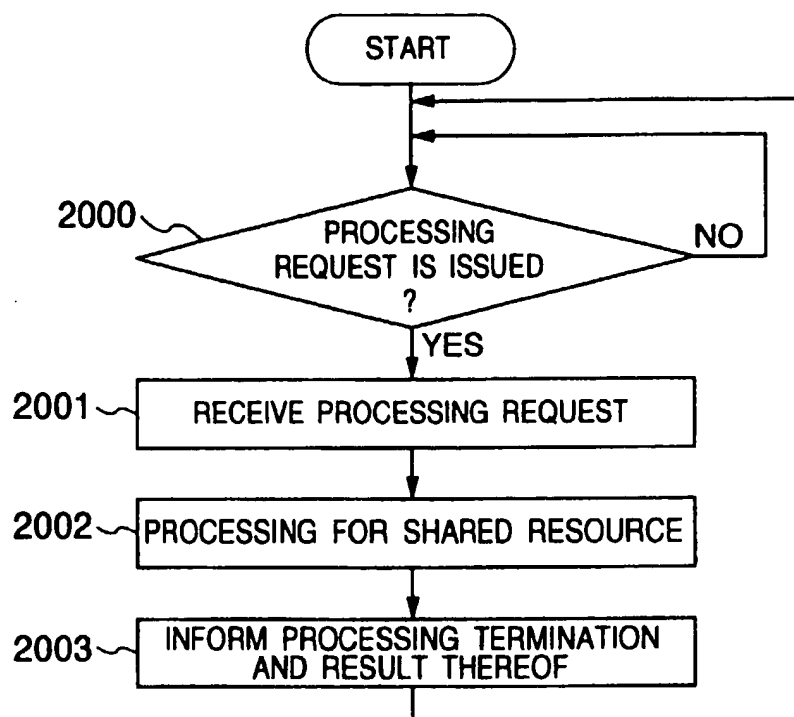 START
2000
PROCESSING
REQUEST IS ISSUED
?
NO
YES
2001
RECEIVE PROCESSING REQUEST
2002
PROCESSING FOR SHARED RESOURCE
2003
INFORM PROCESSING TERMINATION
AND RESULT THEREOF